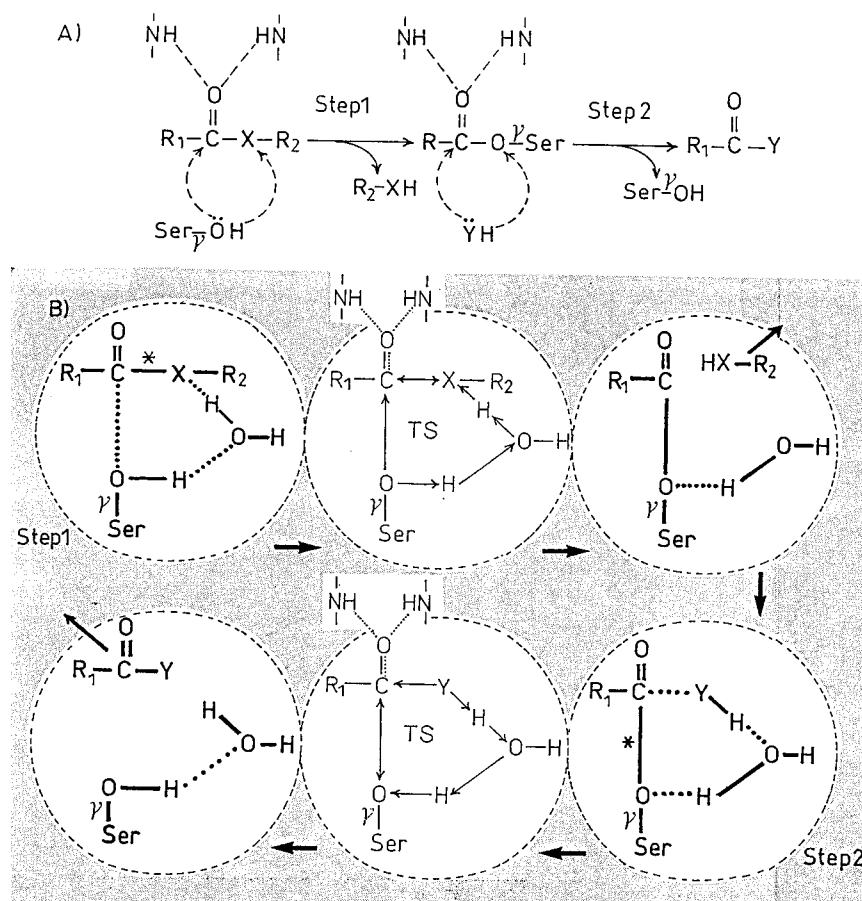 A)
NH HN
O
Step1
R₁–C–X–R₂
R₂–XH
Ser γ ÖH
NH HN
O
R–C–O γ Ser
Step 2
Ser γ OH
ŸH
O
R₁–C–Y
B)
O
R₁–C * X–R₂
H
O–H
O–H
γ
Ser
Step1
NH HN
O
R₁–C X–R₂
H
TS
O–H
O H
γ
Ser
O
R₁–C
HX–R₂
O–H
O H
γ
Ser
O
R₁–C–Y
H
O–H
O–H
γ
Ser
NH HN
O
R₁–C Y
H
TS
O–H
O H
γ
Ser
O
R₁–C Y
H
*
O–H
O H
γ
Ser
Step2